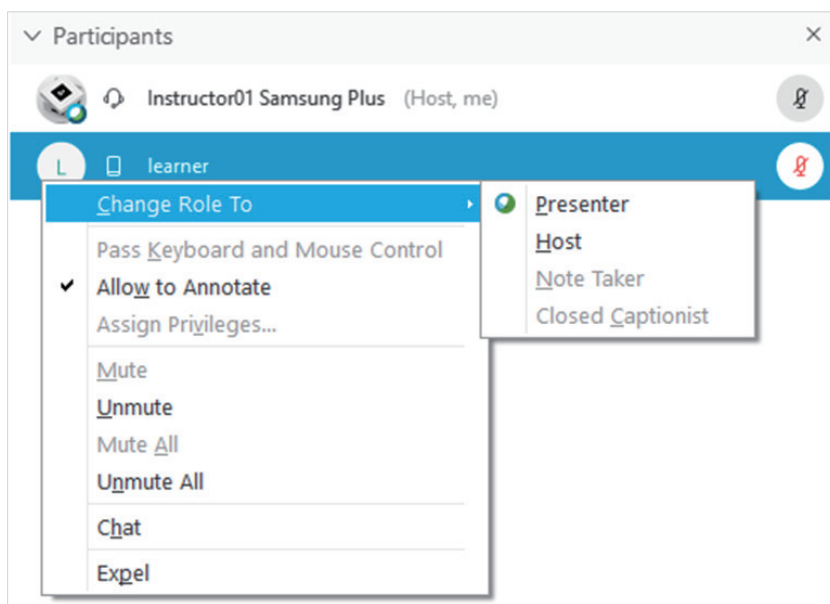 Participants
Instructor01 Samsung Plus (Host, me)
L learner
Change Role To
Presenter
Pass Keyboard and Mouse Control
Host
Allow to Annotate
Note Taker
Assign Privileges...
Closed Captionist
Mute
Unmute
Mute All
Unmute All
Chat
Expel